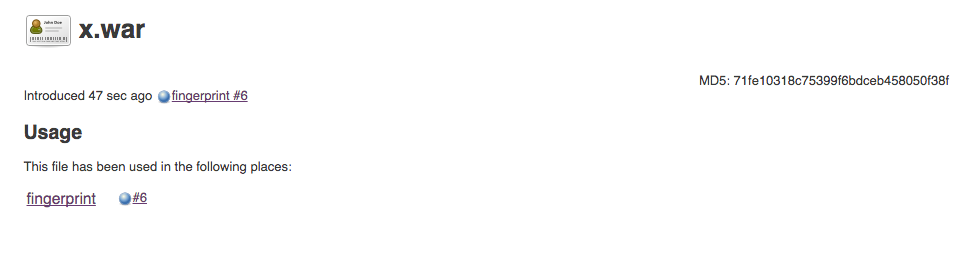 John Doe
x.war
MD5: 71fe10318c75399f6bdceb458050f38f
Introduced 47 sec ago fingerprint #6
Usage
This file has been used in the following places:
fingerprint #6